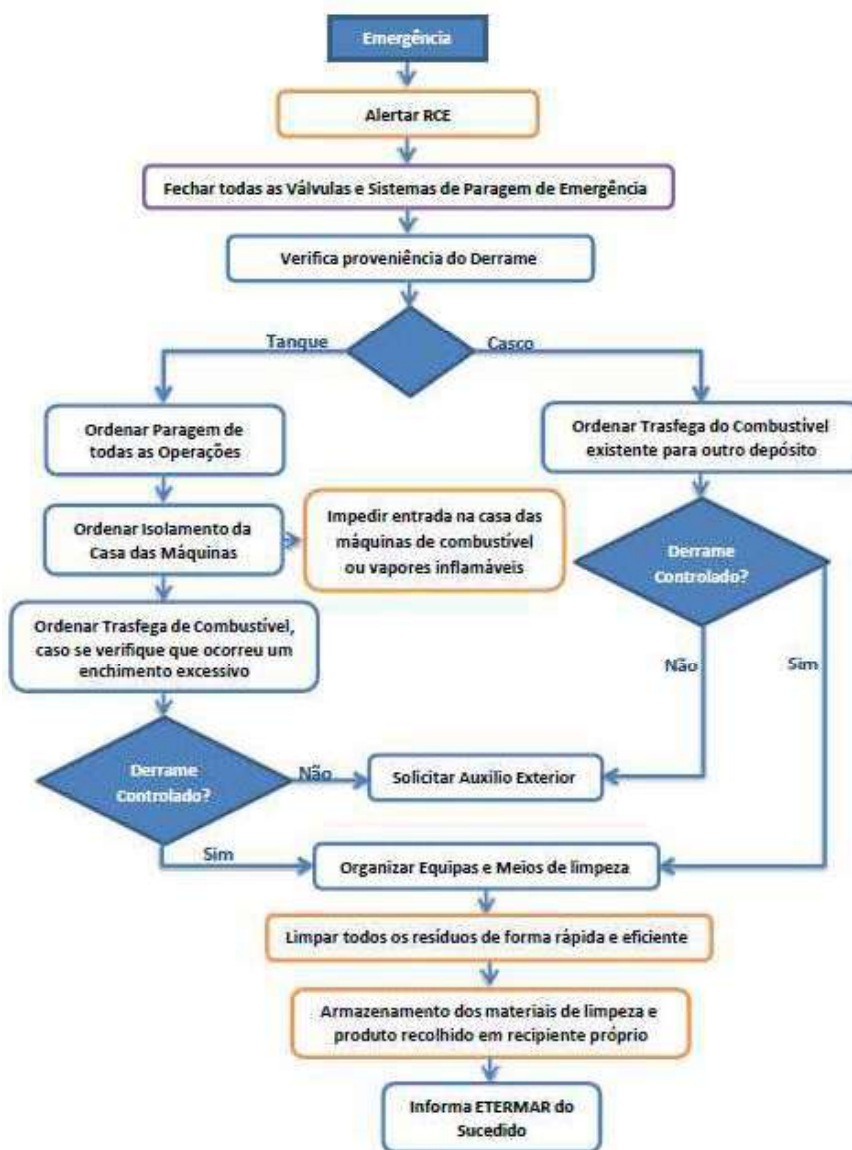 Emergência
Alertar RCE
Fechar todas as Válvulas e Sistemas de Paragem de Emergência
Verifica proveniência do Derrame
Tanque
Casco
Ordenar Paragem de
todas as Operações
Ordenar Trasfega do Combustível
existente para outro depósito
Ordenar Isolamento da
Casa das Máquinas
Impedir entrada na casa das
máquinas de combustível
ou vapores inflamáveis
Derrame
Controlado?
Ordenar Trasfega de Combustível,
caso se verifique que ocorreu um
enchimento excessivo
Não
Sim
Derrame
Controlado?
Não
Solicitar Auxilio Exterior
Sim
Organizar Equipas e Meios de limpeza
Limpar todos os resíduos de forma rápida e eficiente
Armazenamento dos materiais de limpeza e
produto recolhido em recipiente próprio
Informa ETERMAR do
Sucedido